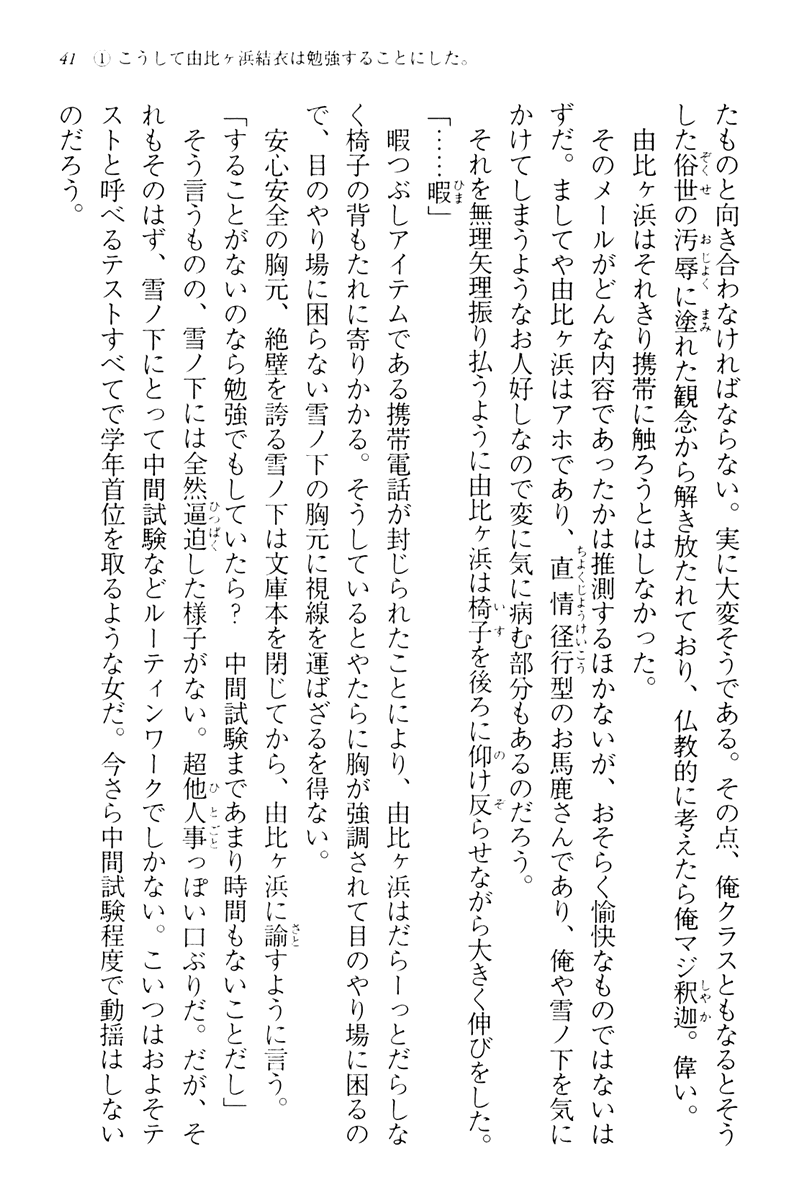 41 ① こうして由比ヶ浜結衣は勉強することにした。
たものと向き合わなければならない。実に大変そうである。その点、俺クラスともなるとそう
した俗世の汚辱に塗れた観念から解き放たれており、仏教的に考えたら俺マジ釈迦。偉い。
由比ヶ浜はそれきり携帯に触ろうとはしなかった。
そのメールがどんな内容であったかは推測するほかないが、おそらく愉快なものではないは
ずだ。ましてや由比ヶ浜はアホであり、直情径行型のお馬鹿さんであり、俺や雪ノ下を気に
かけてしまうようなお人好しなので変に気に病む部分もあるのだろう。
それを無理矢理振り払うように由比ヶ浜は椅子を後ろに仰け反らせながら大きく伸びをした。
「……暇」
暇つぶしアイテムである携帯電話が封じられたことにより、由比ヶ浜はだらーっとだらしな
く椅子の背もたれに寄りかかる。そうしているとやたらに胸が強調されて目のやり場に困るの
で、目のやり場に困らない雪ノ下の胸元に視線を運ばざるを得ない。
安心安全の胸元、絶壁を誇る雪ノ下は文庫本を閉じてから、由比ヶ浜に諭すように言う。
「することがないのなら勉強でもしていたら？　中間試験まであまり時間もないことだし」
そう言うものの、雪ノ下には全然逼迫した様子がない。超他人事っぽい口ぶりだ。だが、そ
れもそのはず、雪ノ下にとって中間試験などルーティンワークでしかない。こいつはおよそテ
ストと呼べるテストすべてで学年首位を取るような女だ。今さら中間試験程度で動揺はしない
のだろう。